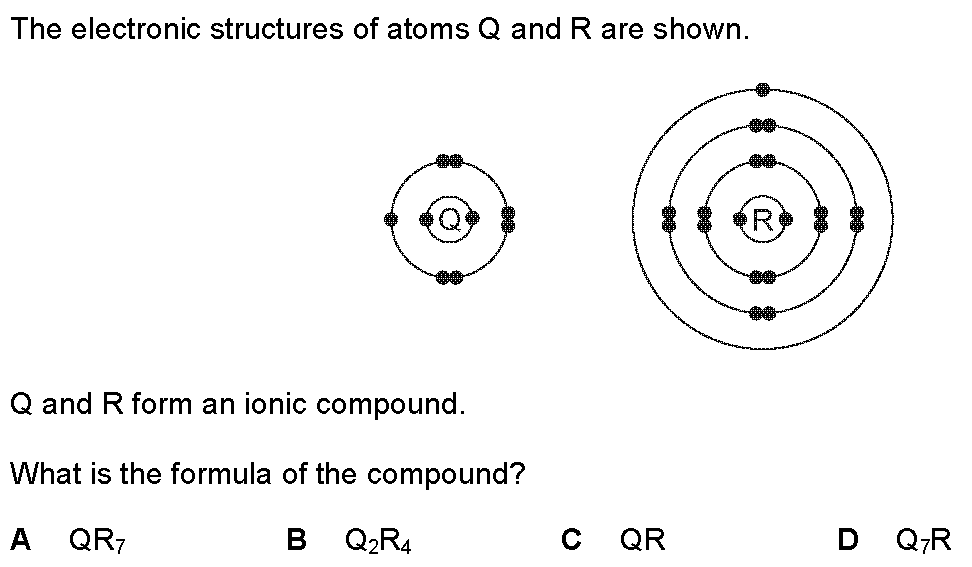 The electronic structures of atoms Q and R are shown.
Q R
Q and R form an ionic compound.
What is the formula of the compound?
A QR₇ B Q₂R₄ C QR D Q₇R